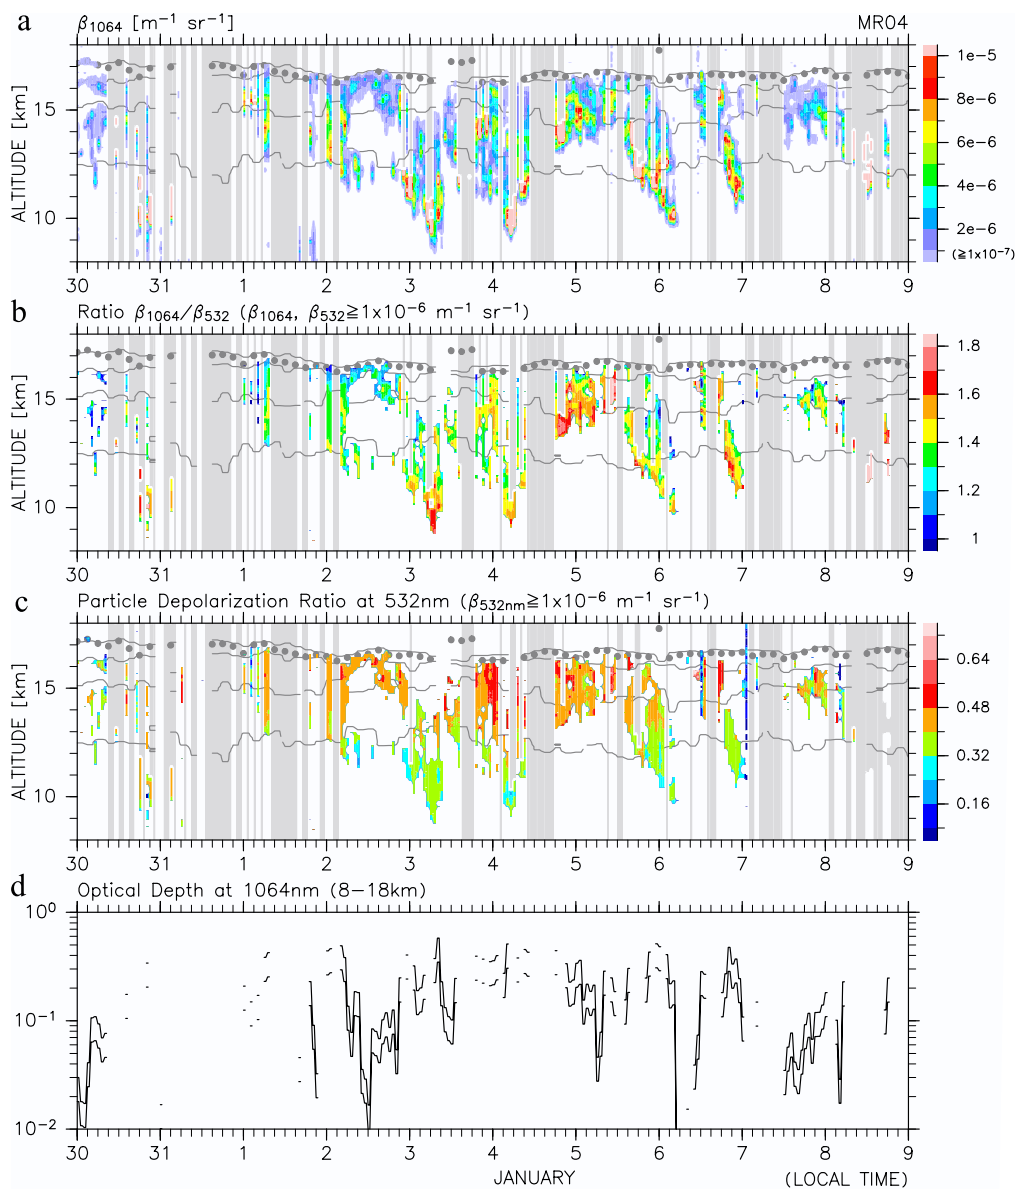 a
β1064 [m⁻¹ sr⁻¹]
MR04
ALTITUDE [km]
15
10
30 31 1 2 3 4 5 6 7 8 9
1e−5
8e−6
6e−6
4e−6
2e−6
(≧1x10⁻⁷)
b
Ratio β1064/β532 (β1064, β532≧1x10⁻⁶ m⁻¹ sr⁻¹)
ALTITUDE [km]
15
10
30 31 1 2 3 4 5 6 7 8 9
1.8
1.6
1.4
1.2
1
c
Particle Depolarization Ratio at 532nm (β532nm≧1x10⁻⁶ m⁻¹ sr⁻¹)
ALTITUDE [km]
15
10
30 31 1 2 3 4 5 6 7 8 9
0.64
0.48
0.32
0.16
d
Optical Depth at 1064nm (8−18km)
10⁰
10⁻¹
10⁻²
30 31 1 2 3 4 5 6 7 8 9
JANUARY
(LOCAL TIME)